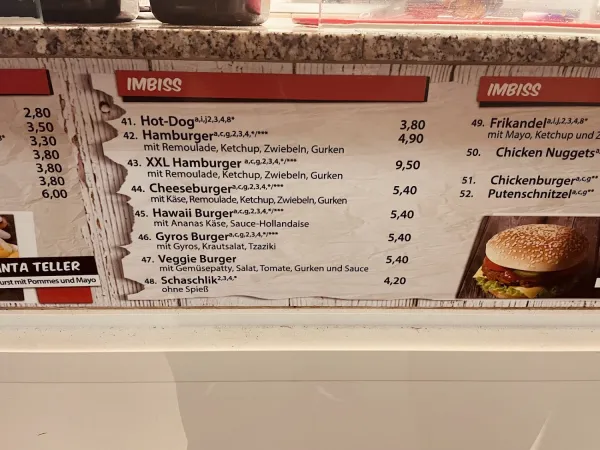 2,80
3,50
3,30
3,80
3,80
3,80
6,00
NTA TELLER
urst mit Pommes und Mayo
IMBISS
41. Hot-Dog a,i,j,2,3,4,8* 3,80
42. Hamburger a,c,g,2,3,4,*/*** 4,90
mit Remoulade, Ketchup, Zwiebeln, Gurken
43. XXL Hamburger a,c,g,2,3,4,*/*** 9,50
mit Remoulade, Ketchup, Zwiebeln, Gurken
44. Cheeseburger a,c,g,2,3,4,*/*** 5,40
mit Käse, Remoulade, Ketchup, Zwiebeln, Gurken
45. Hawaii Burger a,c,g,2,3,4,*/*** 5,40
mit Ananas Käse, Sauce-Hollandaise
46. Gyros Burger a,c,g,2,3,4,*/*** 5,40
mit Gyros, Krautsalat, Tzaziki
47. Veggie Burger 5,40
mit Gemüsepatty, Salat, Tomate, Gurken und Sauce
48. Schaschlik 2,3,4,* 4,20
ohne Spieß
IMBISS
49. Frikandel a,i,j,2,3,4,8*
mit Mayo, Ketchup und Z
50. Chicken Nuggets a
51. Chickenburger a,c,g**
52. Putenschnitzel a,c,g**